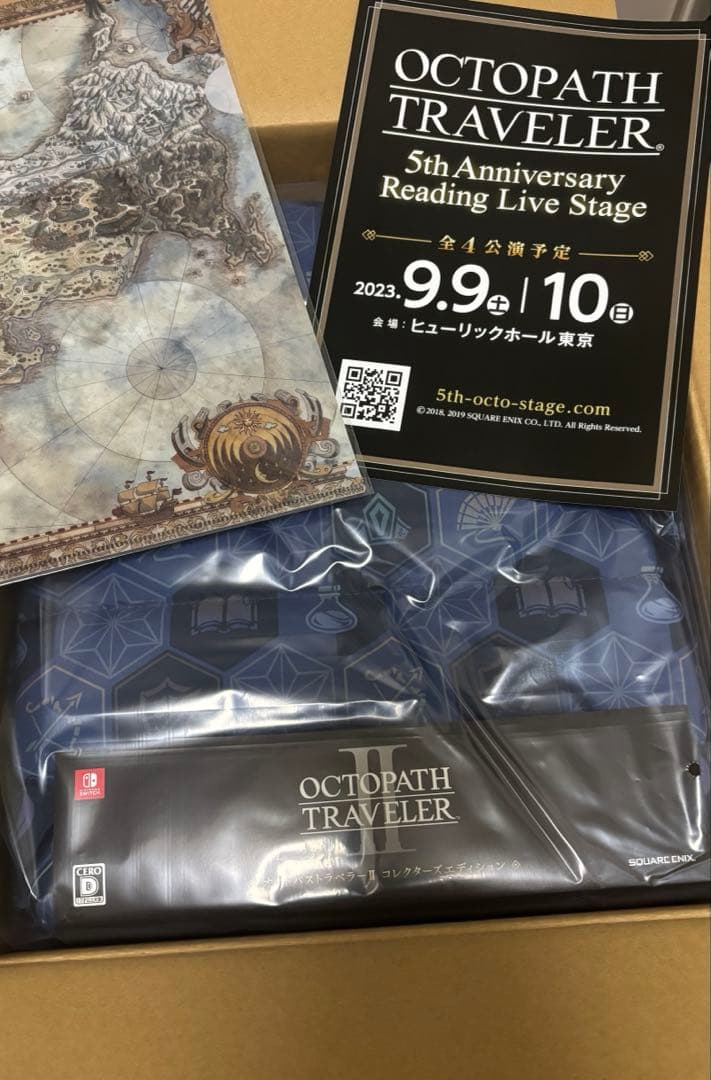 OCTOPATH
TRAVELER®
5th Anniversary
Reading Live Stage
全4公演予定
2023.9.9土 | 10日
会場:ヒューリックホール東京
5th-octo-stage.com
©2018, 2019 SQUARE ENIX CO., LTD. All Rights Reserved.
II
OCTOPATH
TRAVELER™
パストラベラーII コレクターズ エディション
SWITCH
CERO
D
SQUARE ENIX